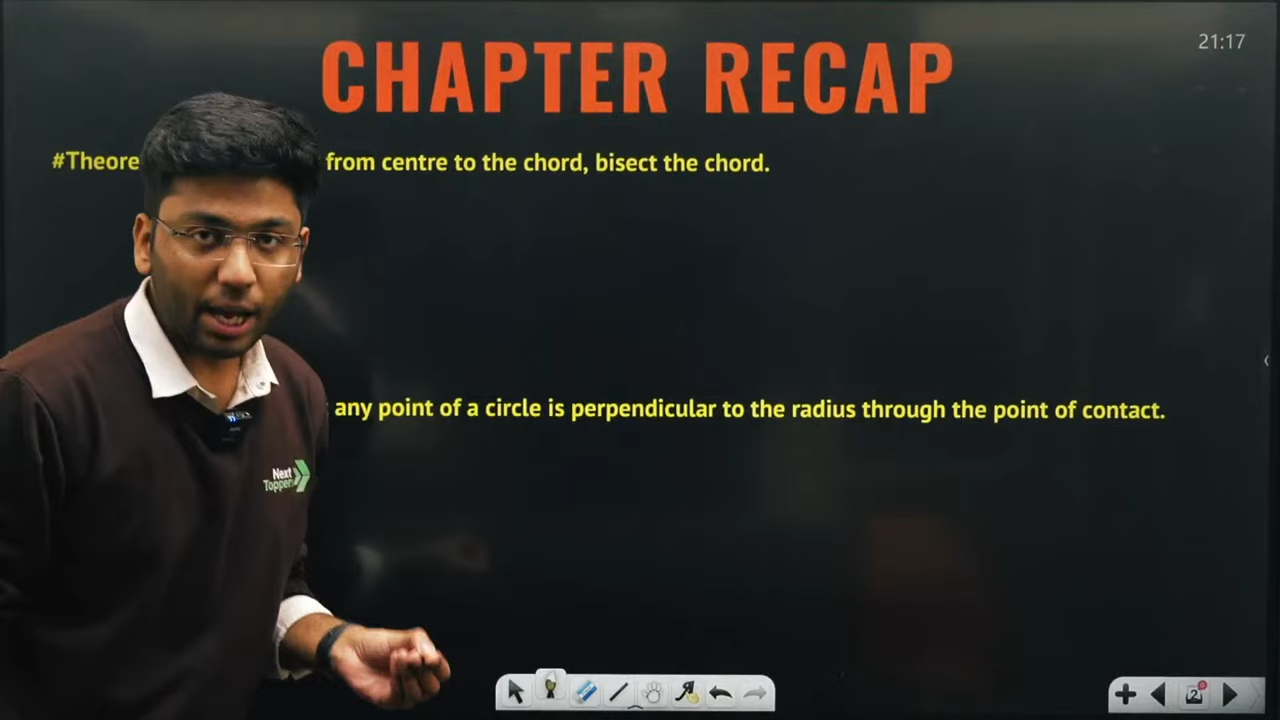 CHAPTER RECAP
21:17
#Theore from centre to the chord, bisect the chord.
any point of a circle is perpendicular to the radius through the point of contact.
Next
Toppers
2